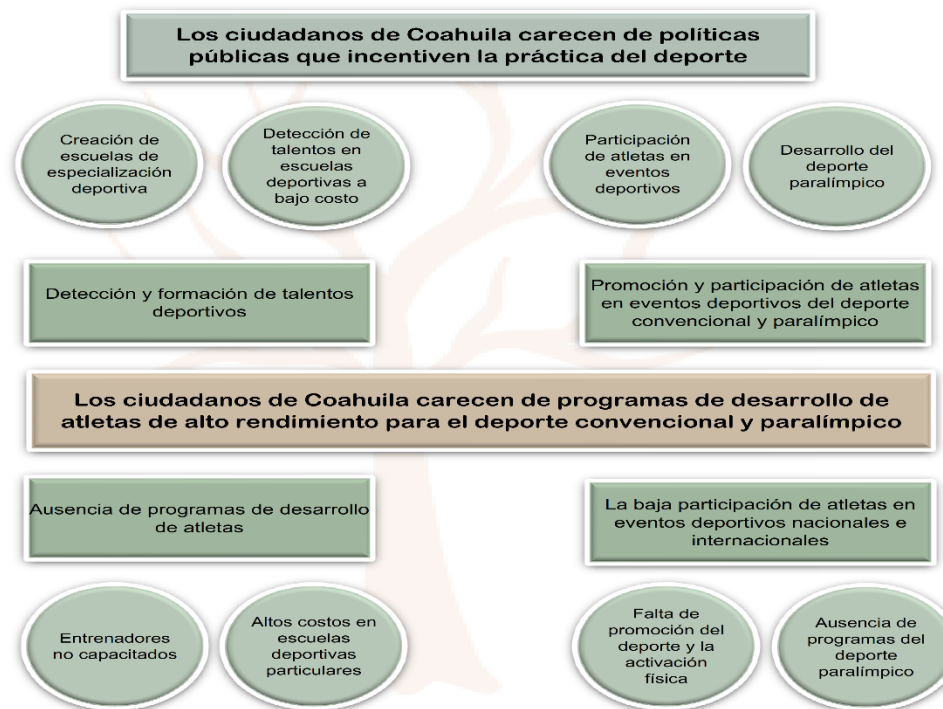 Los ciudadanos de Coahuila carecen de políticas
públicas que incentiven la práctica del deporte
Creación de
escuelas de
especialización
deportiva
Detección de
talentos en
escuelas
deportivas a
bajo costo
Participación
de atletas en
eventos
deportivos
Desarrollo del
deporte
paralímpico
Detección y formación de talentos
deportivos
Promoción y participación de atletas
en eventos deportivos del deporte
convencional y paralímpico
Los ciudadanos de Coahuila carecen de programas de desarrollo de
atletas de alto rendimiento para el deporte convencional y paralímpico
Ausencia de programas de desarrollo
de atletas
La baja participación de atletas en
eventos deportivos nacionales e
internacionales
Entrenadores
no capacitados
Altos costos en
escuelas
deportivas
particulares
Falta de
promoción del
deporte y la
activación
física
Ausencia de
programas del
deporte
paralímpico